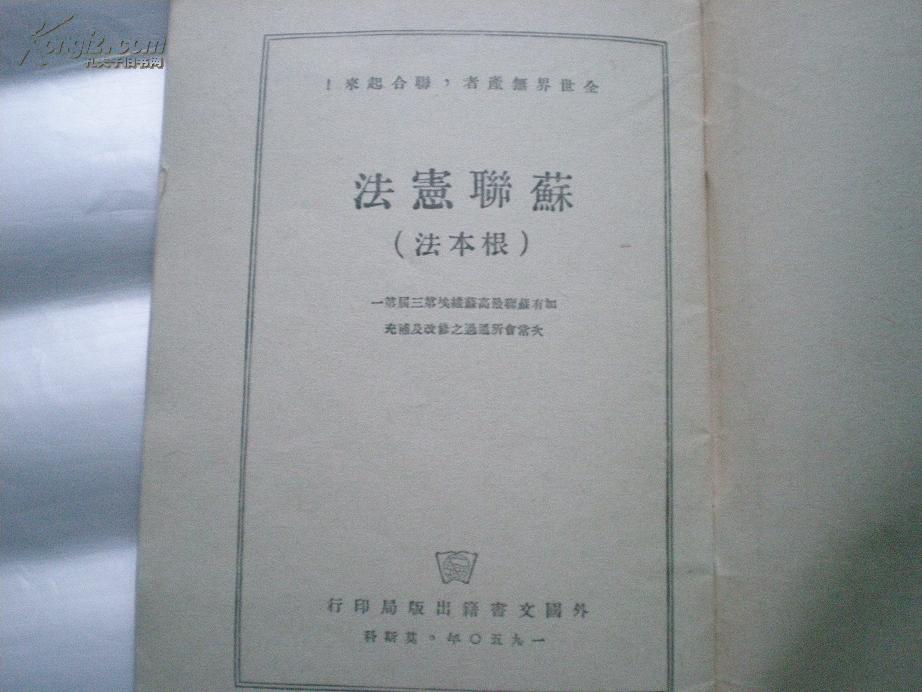 Kongfz.com
孔夫子旧书网
全世界無產者，聯合起來！
蘇聯憲法
（根本法）
加有蘇聯最高蘇維埃第三屆第一
次常會所通過之修改及補充
外國文書籍出版局印行
一九五〇年。莫斯科